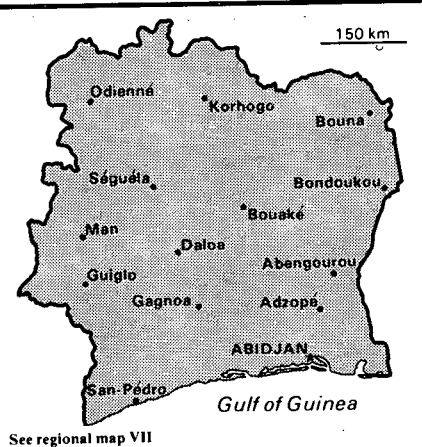 150 km
Odienné
Korhogo
Bouna
Séguéla
Bondoukou
Bouaké
Man
Daloa
Abengourou
Guiglo
Gagnoa
Adzopé
ABIDJAN
San-Pédro
Gulf of Guinea
See regional map VII